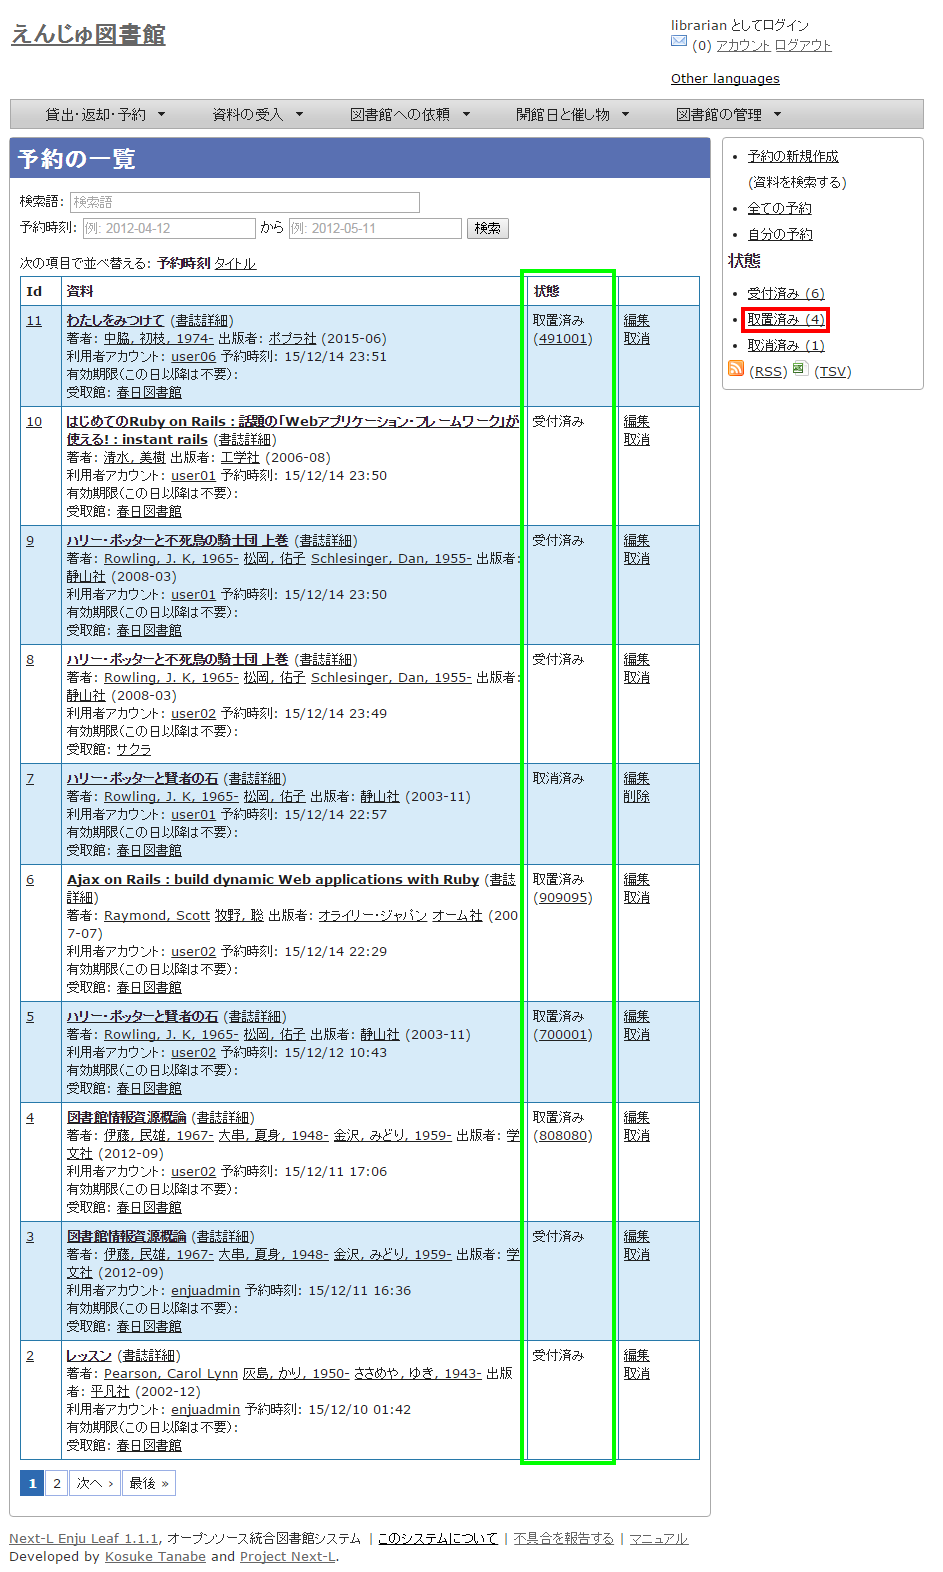 えんじゅ図書館
librarian としてログイン
(0) アカウント ログアウト
Other languages
貸出・返却・予約 ▼ 資料の受入 ▼ 図書館への依頼 ▼ 開館日と催し物 ▼ 図書館の管理 ▼
予約の一覧
検索語: 検索語
予約時刻: 例: 2012-04-12 から 例: 2012-05-11 検索
次の項目で並べ替える: 予約時刻 タイトル
Id 資料 状態
11 わたしをみつけて (書誌詳細) 取置済み 編集
著者: 中脇, 初枝, 1974- 出版者: ポプラ社 (2015-06) (491001) 取消
利用者アカウント: user06 予約時刻: 15/12/14 23:51
有効期限(この日以降は不要):
受取館: 春日図書館
10 はじめてのRuby on Rails : 話題の「Webアプリケーション・フレームワーク」が 受付済み 編集
使える! : instant rails (書誌詳細) 取消
著者: 清水, 美樹 出版者: 工学社 (2006-08)
利用者アカウント: user01 予約時刻: 15/12/14 23:50
有効期限(この日以降は不要):
受取館: 春日図書館
9 ハリー・ポッターと不死鳥の騎士団 上巻 (書誌詳細) 受付済み 編集
著者: Rowling, J. K, 1965- 松岡, 佑子 Schlesinger, Dan, 1955- 出版者: 取消
静山社 (2008-03)
利用者アカウント: user01 予約時刻: 15/12/14 23:50
有効期限(この日以降は不要):
受取館: 春日図書館
8 ハリー・ポッターと不死鳥の騎士団 上巻 (書誌詳細) 受付済み 編集
著者: Rowling, J. K, 1965- 松岡, 佑子 Schlesinger, Dan, 1955- 出版者: 取消
静山社 (2008-03)
利用者アカウント: user02 予約時刻: 15/12/14 23:49
有効期限(この日以降は不要):
受取館: サクラ
7 ハリー・ポッターと賢者の石 (書誌詳細) 取消済み 編集
著者: Rowling, J. K, 1965- 松岡, 佑子 出版者: 静山社 (2003-11) 削除
利用者アカウント: user01 予約時刻: 15/12/14 22:57
有効期限(この日以降は不要):
受取館: 春日図書館
6 Ajax on Rails : build dynamic Web applications with Ruby (書誌 取置済み 編集
詳細) (909095) 取消
著者: Raymond, Scott 牧野, 聡 出版者: オライリー・ジャパン オーム社 (200
7-07)
利用者アカウント: user02 予約時刻: 15/12/14 22:29
有効期限(この日以降は不要):
受取館: 春日図書館
5 ハリー・ポッターと賢者の石 (書誌詳細) 取置済み 編集
著者: Rowling, J. K, 1965- 松岡, 佑子 出版者: 静山社 (2003-11) (700001) 取消
利用者アカウント: user02 予約時刻: 15/12/12 10:43
有効期限(この日以降は不要):
受取館: 春日図書館
4 図書館情報資源概論 (書誌詳細) 取置済み 編集
著者: 伊藤, 民雄, 1967- 大串, 夏身, 1948- 金沢, みどり, 1959- 出版者: 学 (808080) 取消
文社 (2012-09)
利用者アカウント: user02 予約時刻: 15/12/11 17:06
有効期限(この日以降は不要):
受取館: 春日図書館
3 図書館情報資源概論 (書誌詳細) 受付済み 編集
著者: 伊藤, 民雄, 1967- 大串, 夏身, 1948- 金沢, みどり, 1959- 出版者: 学 取消
文社 (2012-09)
利用者アカウント: enjuadmin 予約時刻: 15/12/11 16:36
有効期限(この日以降は不要):
受取館: 春日図書館
2 レッスン (書誌詳細) 受付済み 編集
著者: Pearson, Carol Lynn 灰島, かり, 1950- ささめや, ゆき, 1943- 出版 取消
者: 平凡社 (2002-12)
利用者アカウント: enjuadmin 予約時刻: 15/12/10 01:42
有効期限(この日以降は不要):
受取館: 春日図書館
1 2 次へ › 最後 »
• 予約の新規作成
(資料を検索する)
• 全ての予約
• 自分の予約
状態
• 受付済み (6)
• 取置済み (4)
• 取消済み (1)
(RSS) (TSV)
Next-L Enju Leaf 1.1.1, オープンソース統合図書館システム | このシステムについて | 不具合を報告する | マニュアル
Developed by Kosuke Tanabe and Project Next-L.